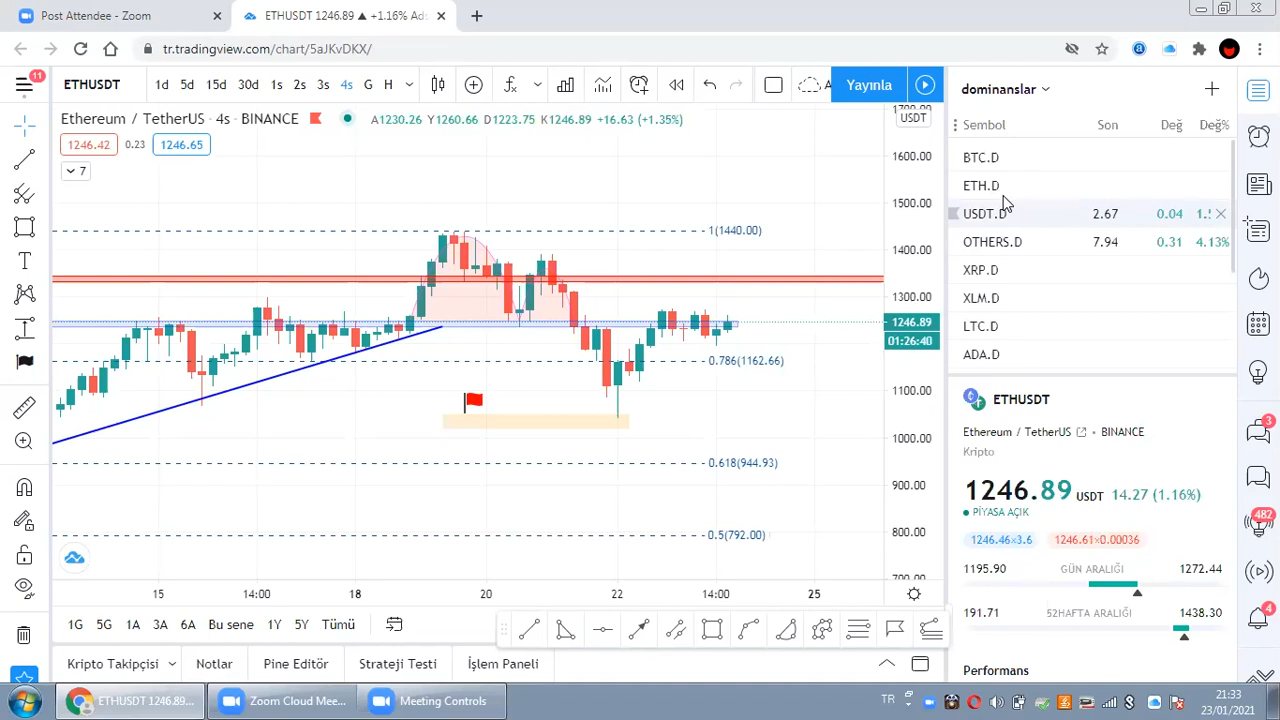 Post Attendee - Zoom
ETHUSDT 1246.89 ▲ +1.16% Ads
tr.tradingview.com/chart/5aJKvDKX/
11
ETHUSDT
1d 5d 15d 30d 1s 2s 3s 4s G H
Yayınla
dominanslar
Ethereum / TetherUS · 4s · BINANCE
A1230.26 Y1260.66 D1223.75 K1246.89 +16.63 (+1.35%)
1246.42 0.23 1246.65
7
USDT
1600.00
1500.00
1400.00
1300.00
1246.89
01:26:40
1100.00
1000.00
900.00
800.00
700.00
1(1440.00)
0.786(1162.66)
0.618(944.93)
0.5(792.00)
15 14:00 18 20 22 14:00 25
1G 5G 1A 3A 6A Bu sene 1Y 5Y Tümü
Kripto Takipçisi Notlar Pine Editör Strateji Testi İşlem Paneli
Sembol Son Değ Değ%
BTC.D
ETH.D
USDT.D 2.67 0.04
OTHERS.D 7.94 0.31 4.13%
XRP.D
XLM.D
LTC.D
ADA.D
ETHUSDT
Ethereum / TetherUS • BINANCE
Kripto
1246.89 USDT 14.27 (1.16%)
PİYASA AÇIK
1246.46×3.6 1246.61×0.00036
1195.90 GÜN ARALIĞI 1272.44
191.71 52HAFTA ARALIĞI 1438.30
Performans
3
482
4
ETHUSDT 1246.89...
Zoom Cloud Mee...
Meeting Controls
TR
21:33
23/01/2021